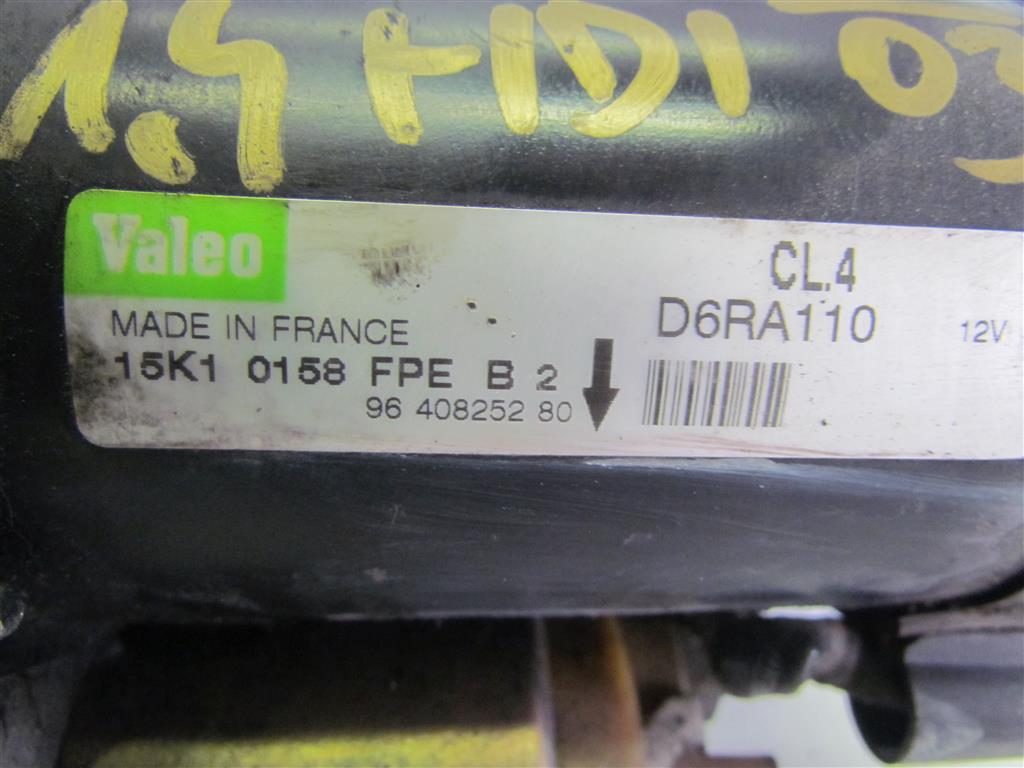 1.4 HDI 03
Valeo
CL.4
MADE IN FRANCE
D6RA110
12V
15K1 0158 FPE B 2
96 408252 80